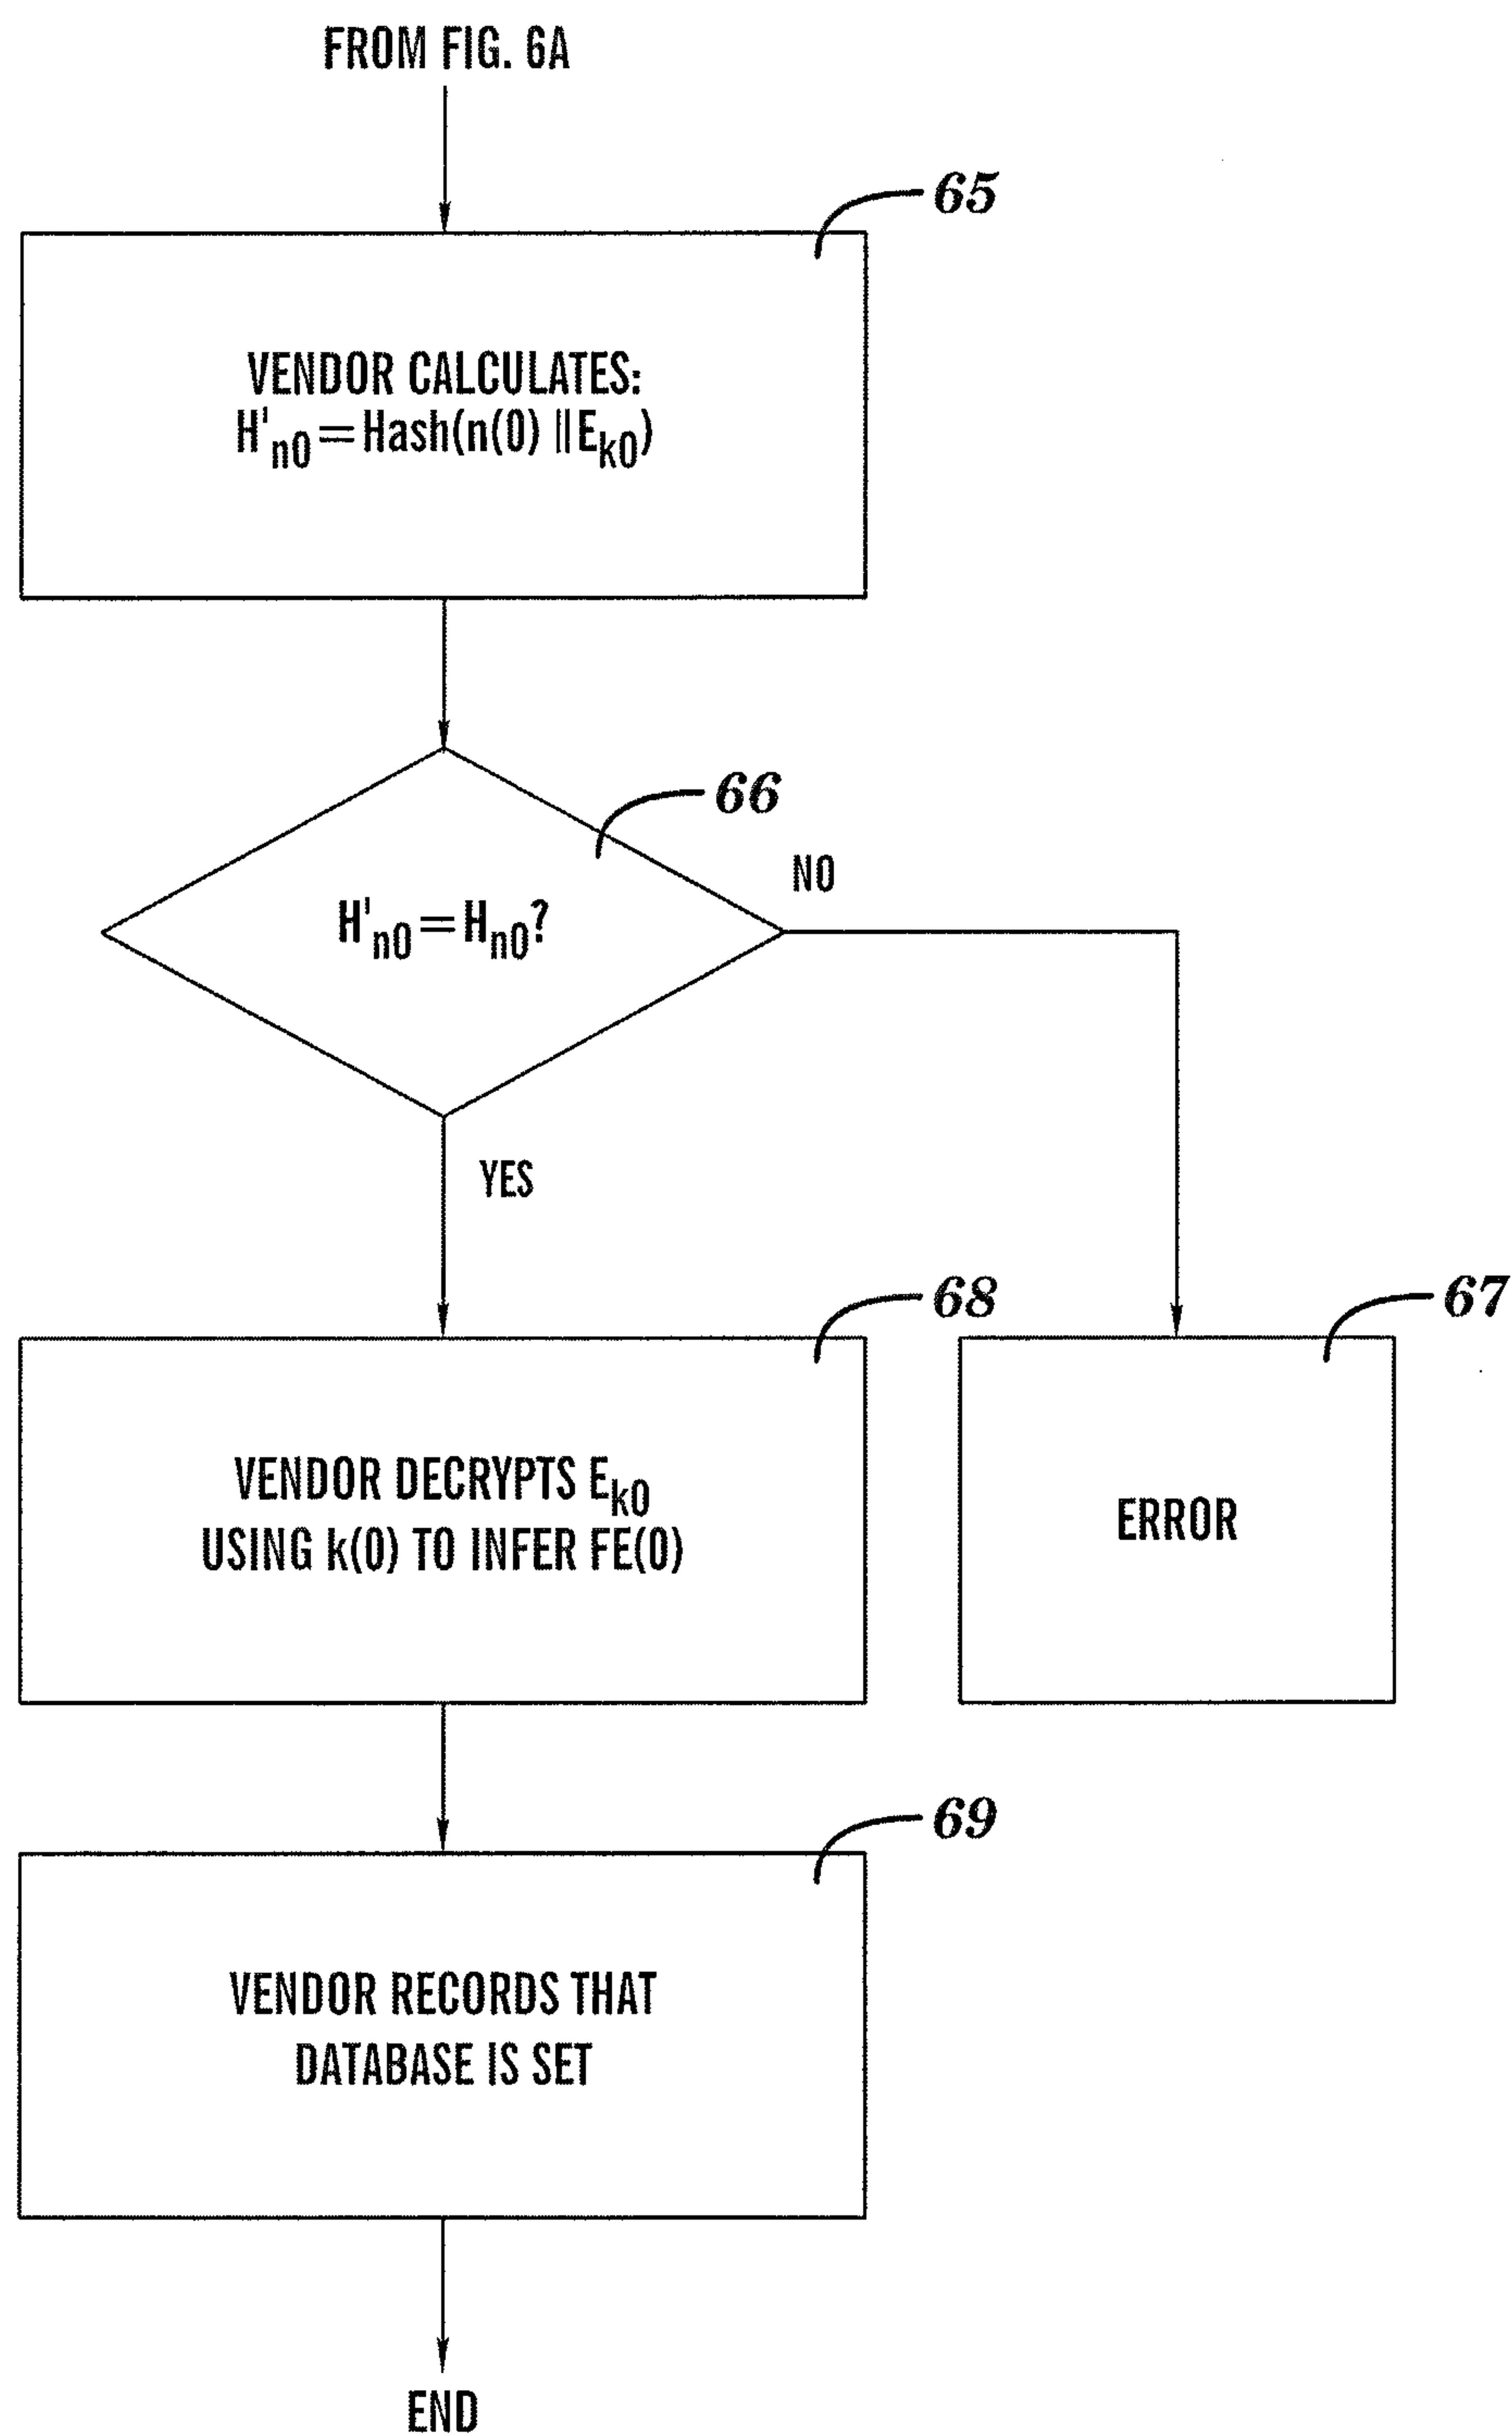 FROM FIG. 6A
65
VENDOR CALCULATES:
H'n0 = Hash(n(0) || Ek0)
66
NO
H'n0 = Hn0?
YES
68
67
VENDOR DECRYPTS Ek0
USING k(0) TO INFER FE(0)
ERROR
69
VENDOR RECORDS THAT
DATABASE IS SET
END